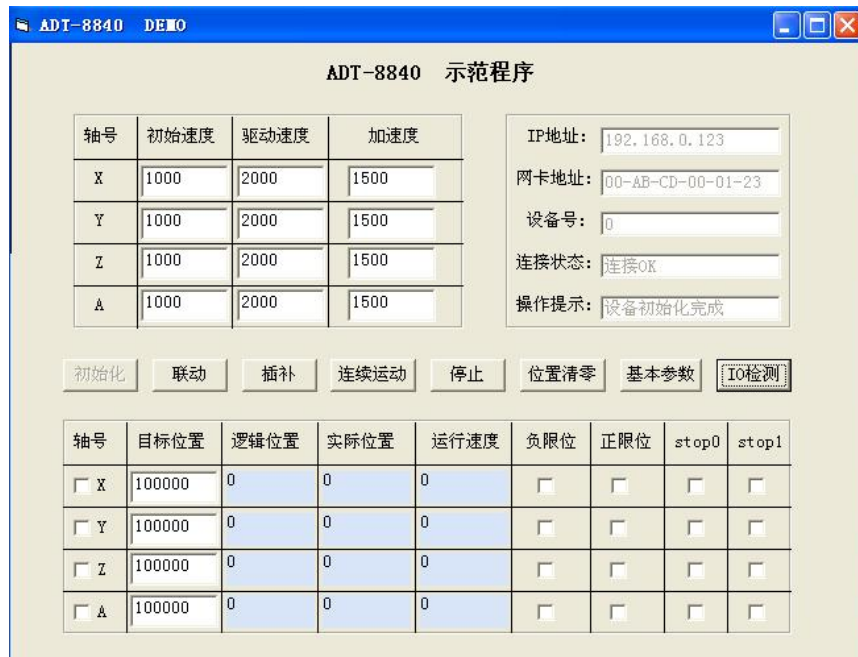 ADT-8840 DEMO
ADT-8840 示范程序
轴号 初始速度 驱动速度 加速度
X 1000 2000 1500
Y 1000 2000 1500
Z 1000 2000 1500
A 1000 2000 1500
IP地址: 192.168.0.123
网卡地址: 00-AB-CD-00-01-23
设备号: 0
连接状态: 连接OK
操作提示: 设备初始化完成
初始化 联动 插补 连续运动 停止 位置清零 基本参数 IO检测
轴号 目标位置 逻辑位置 实际位置 运行速度 负限位 正限位 stop0 stop1
X 100000 0 0 0
Y 100000 0 0 0
Z 100000 0 0 0
A 100000 0 0 0